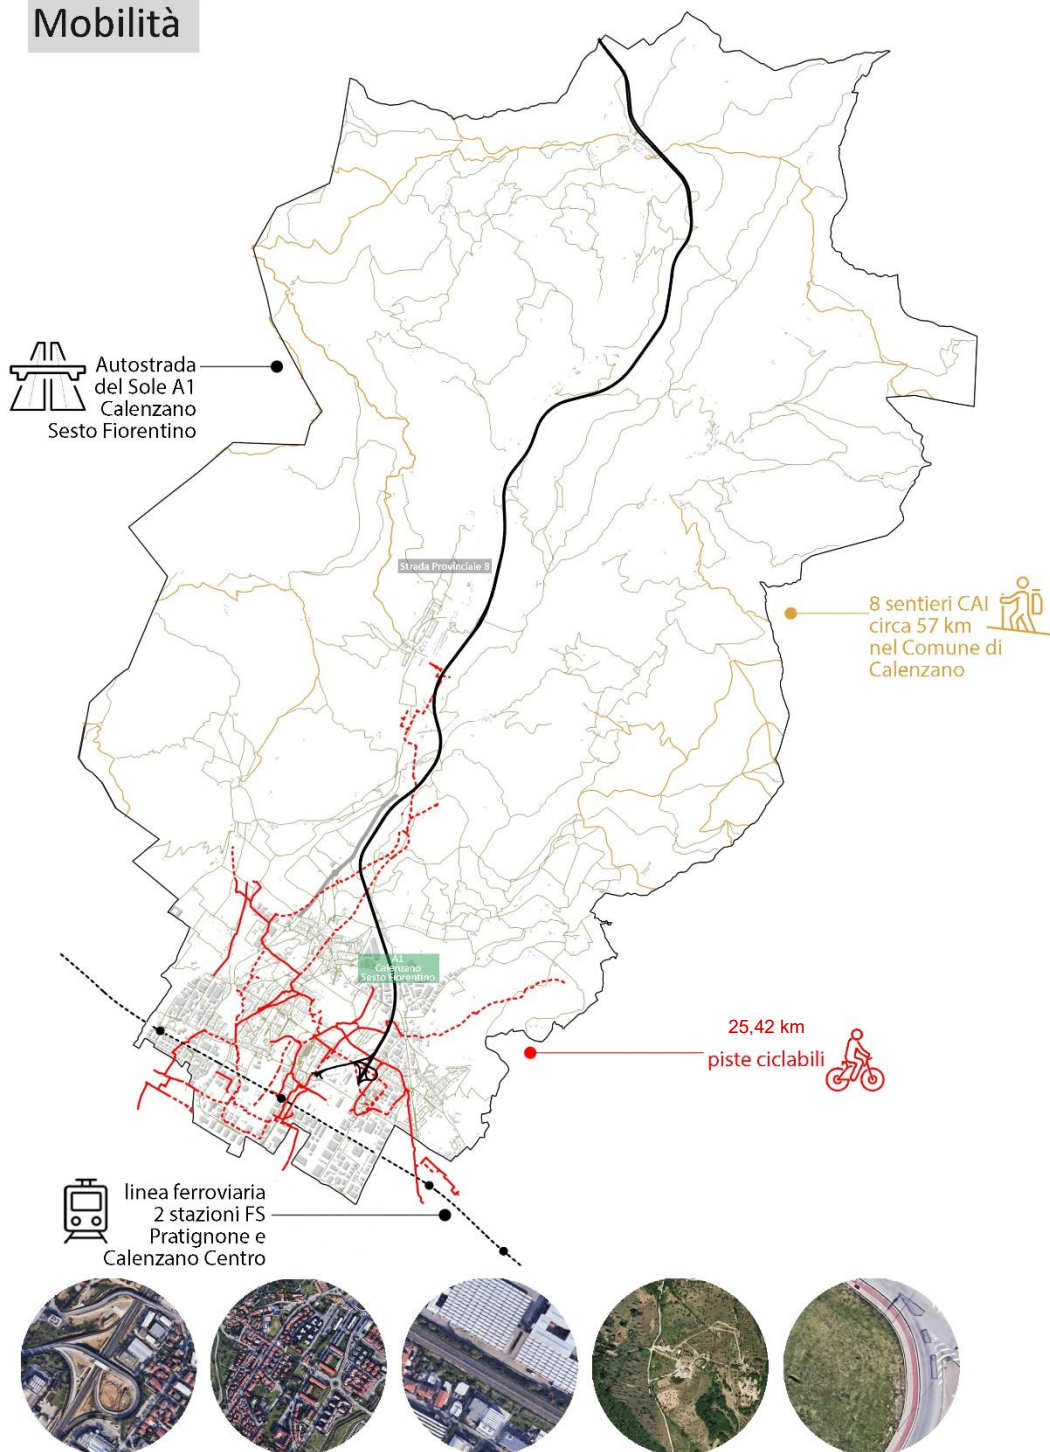 Mobilità
Autostrada
del Sole A1
Calenzano
Sesto Fiorentino
Strada Provinciale 8
8 sentieri CAI
circa 57 km
nel Comune di
Calenzano
A1
Calenzano
Sesto Fiorentino
25,42 km
piste ciclabili
linea ferroviaria
2 stazioni FS
Pratignone e
Calenzano Centro